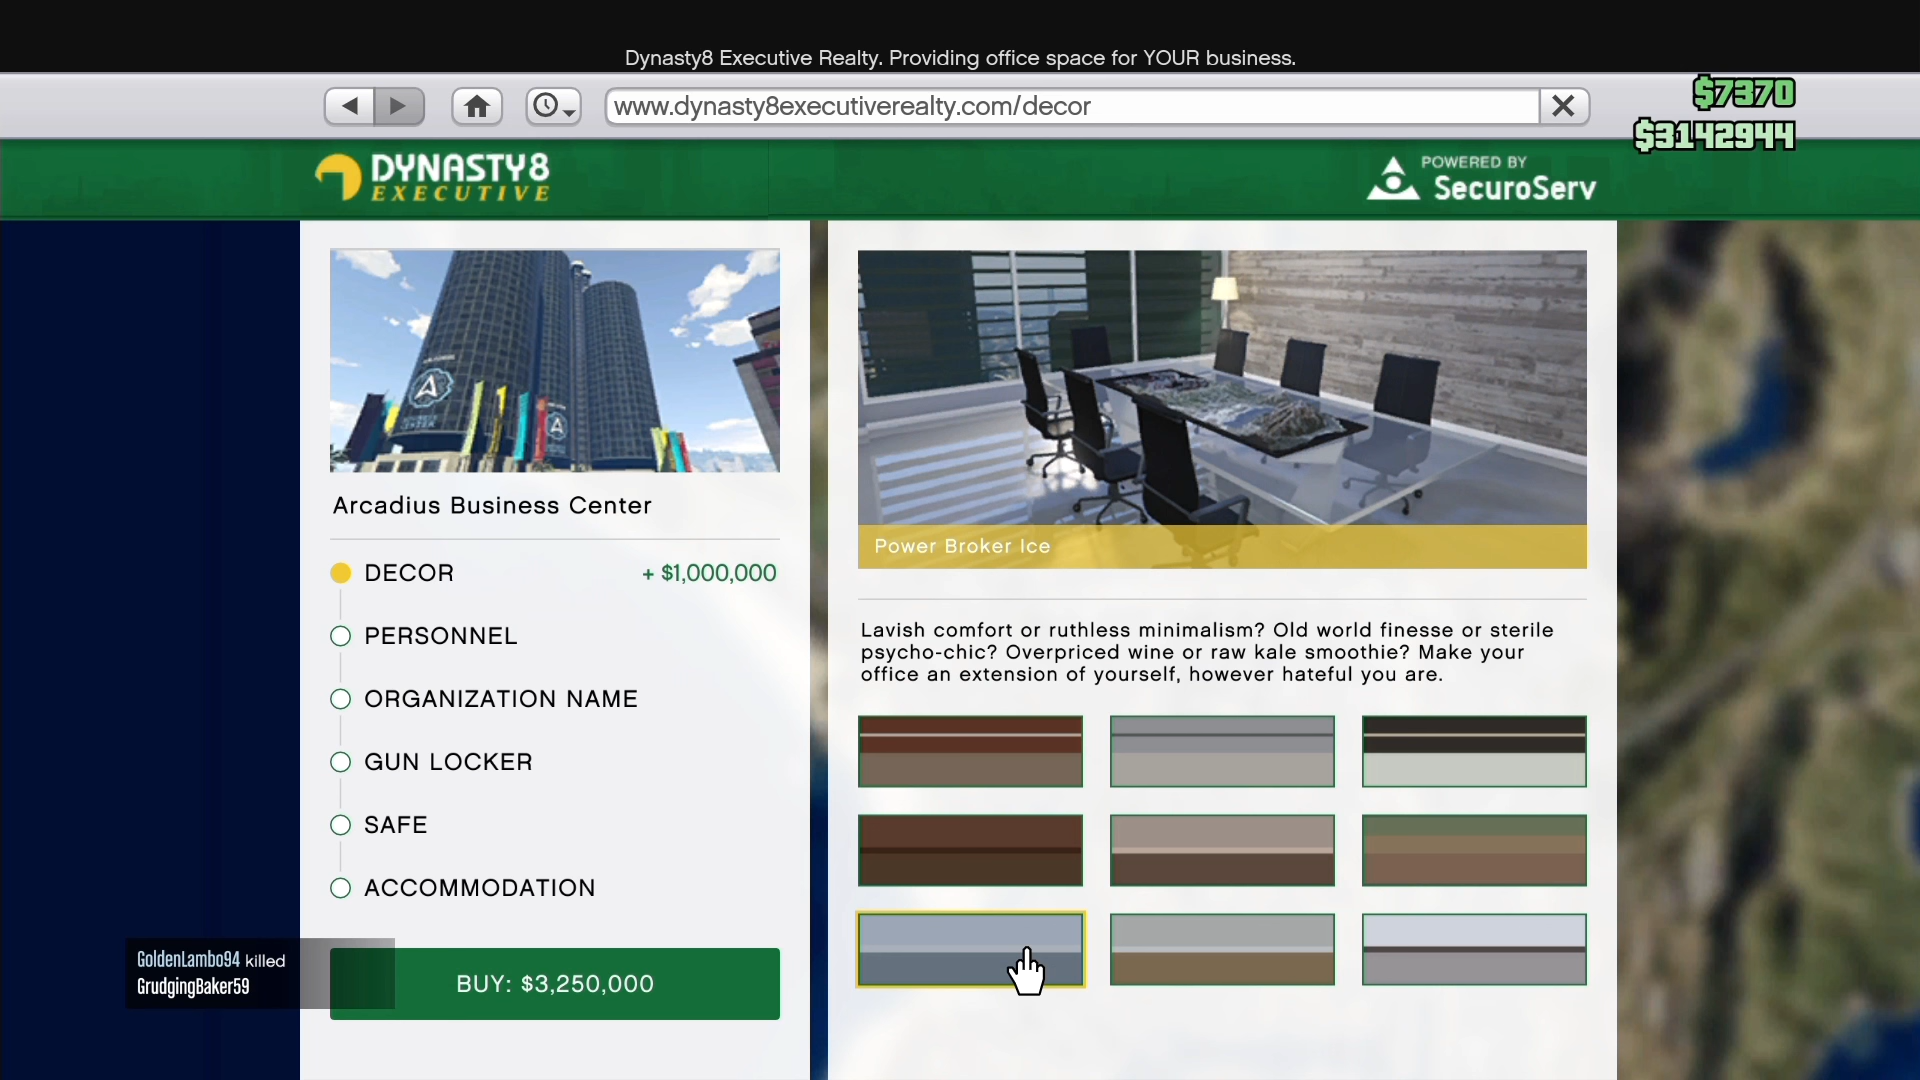 Dynasty8 Executive Realty. Providing office space for YOUR business.
www.dynasty8executiverealty.com/decor
$7370
$3142944
DYNASTY8
EXECUTIVE
POWERED BY
SecuroServ
Arcadius Business Center
DECOR + $1,000,000
PERSONNEL
ORGANIZATION NAME
GUN LOCKER
SAFE
ACCOMMODATION
BUY: $3,250,000
GoldenLambo94 killed
GrudgingBaker59
Power Broker Ice
Lavish comfort or ruthless minimalism? Old world finesse or sterile
psycho-chic? Overpriced wine or raw kale smoothie? Make your
office an extension of yourself, however hateful you are.